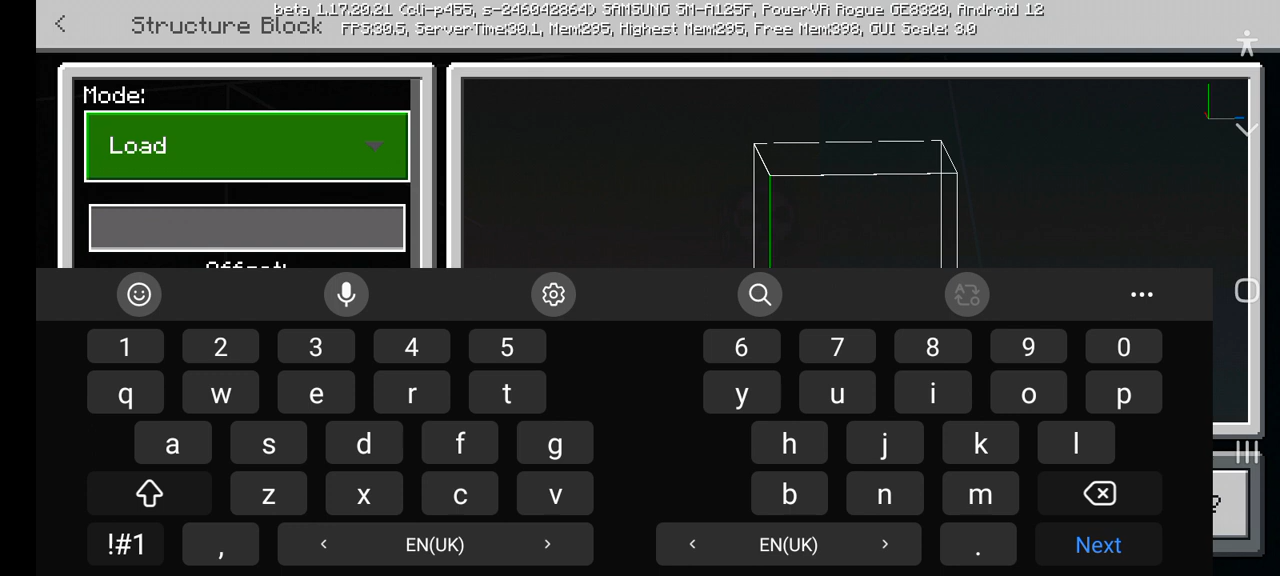 beta 1.17.20.21 (cli-p455, s-246042864) SAMSUNG SM-A125F, PowerVR Rogue GE8320, Android 12
Structure Block
FPS:30.5, ServerTime:30.1, Mem:295, Highest Mem:295, Free Mem:398, GUI Scale: 3.0
Mode:
Load
Offset:
1 2 3 4 5 6 7 8 9 0
q w e r t y u i o p
a s d f g h j k l
z x c v b n m
!#1 , < EN(UK) > < EN(UK) > . Next
?